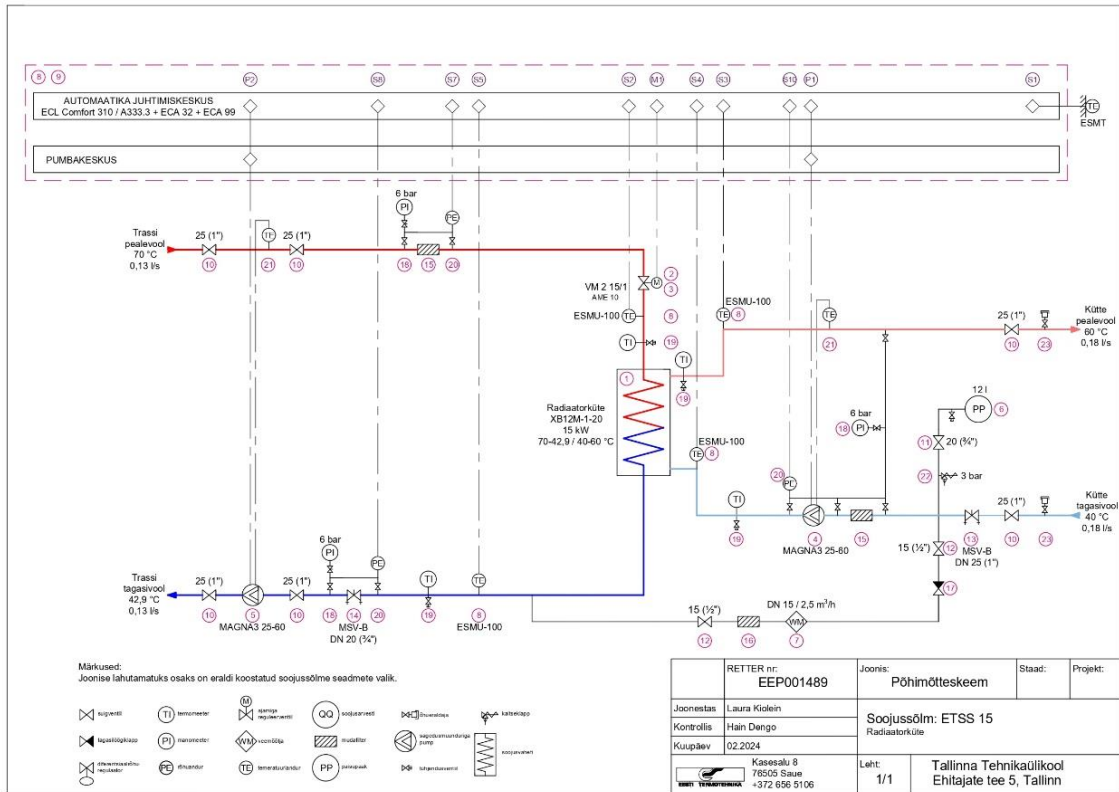 8 9 P2 S8 S7 S5 S2 M1 S4 S3 S10 P1 S1
AUTOMAATIKA JUHTIMISKESKUS
ECL Comfort 310 / A333.3 + ECA 32 + ECA 99
TE
ESMT
PUMBAKESKUS
6 bar
PI
PE
Trassi
pealevool
70 °C
0,13 l/s
25 (1")
TE
25 (1")
10
21
10
18
15
20
VM 2 15/1
AME 10
M
2
3
ESMU-100
TE
8
TI
19
ESMU-100
TE
8
TE
21
25 (1")
10
23
Kütte
pealevool
60 °C
0,18 l/s
1
TI
19
Radiaatorküte
XB12M-1-20
15 kW
70-42,9 / 40-60 °C
12 l
PP
6
6 bar
18
PI
11
20 (¾")
ESMU-100
TE
8
20
PE
22
3 bar
TI
19
4
MAGNA3 25-60
15
25 (1")
13
MSV-B
DN 25 (1")
10
23
Kütte
tagasivool
40 °C
0,18 l/s
15 (½")
12
17
6 bar
PI
PE
TI
TE
Trassi
tagasivool
42,9 °C
0,13 l/s
25 (1")
25 (1")
10
5
10
18
14
20
19
8
MAGNA3 25-60
MSV-B
DN 20 (¾")
ESMU-100
15 (½")
DN 15 / 2,5 m³/h
WM
12
16
7
Märkused:
Joonise lahutamatuks osaks on eraldi koostatud soojussõlme seadmete valik.
sulgventiil
TI termomeeter
M ajamiga reguleerventiil
QQ soojusarvesti
õhueraldaja
kaitseklapp
tagasilöögiklapp
PI manomeeter
WM veemõõtja
mudafilter
sagedusmuunduriga
pump
soojusvaheti
diferentsiaalrõhu
regulaator
PE rõhuandur
TE temperatuuriandur
PP paisupaak
tühjendusventiil
RETTER nr:
EEP001489
Joonis:
Põhimõtteskeem
Staad:
Projekt:
Joonestas Laura Kiolein
Kontrollis Hain Dengo
Kuupäev 02.2024
Soojussõlm: ETSS 15
Radiaatorküte
EESTI TERMOTEHNIKA
Kasesalu 8
76505 Saue
+372 656 5106
Leht:
1/1
Tallinna Tehnikaülikool
Ehitajate tee 5, Tallinn